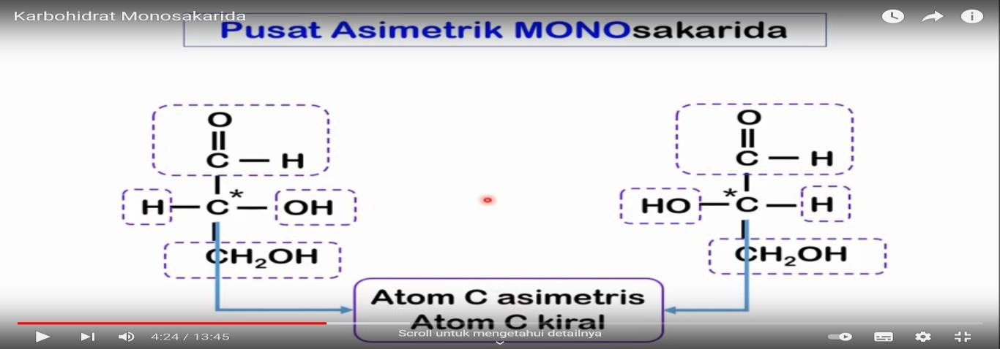 Karbohidrat Monosakarida
Pusat Asimetrik MONOsakarida
O
C — H
H — C* — OH
CH₂OH
O
C — H
HO — *C — H
CH₂OH
Atom C asimetris
Atom C kiral
Scroll untuk mengetahui detailnya
4:24 / 13:45